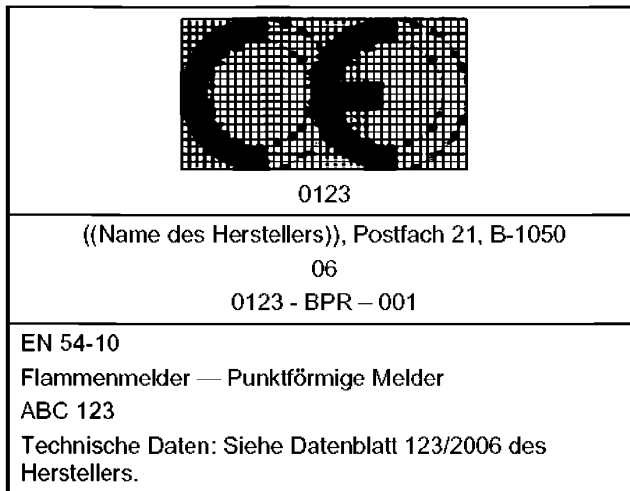 CE
0123
((Name des Herstellers)), Postfach 21, B-1050
06
0123 - BPR – 001
EN 54-10
Flammenmelder — Punktförmige Melder
ABC 123
Technische Daten: Siehe Datenblatt 123/2006 des
Herstellers.